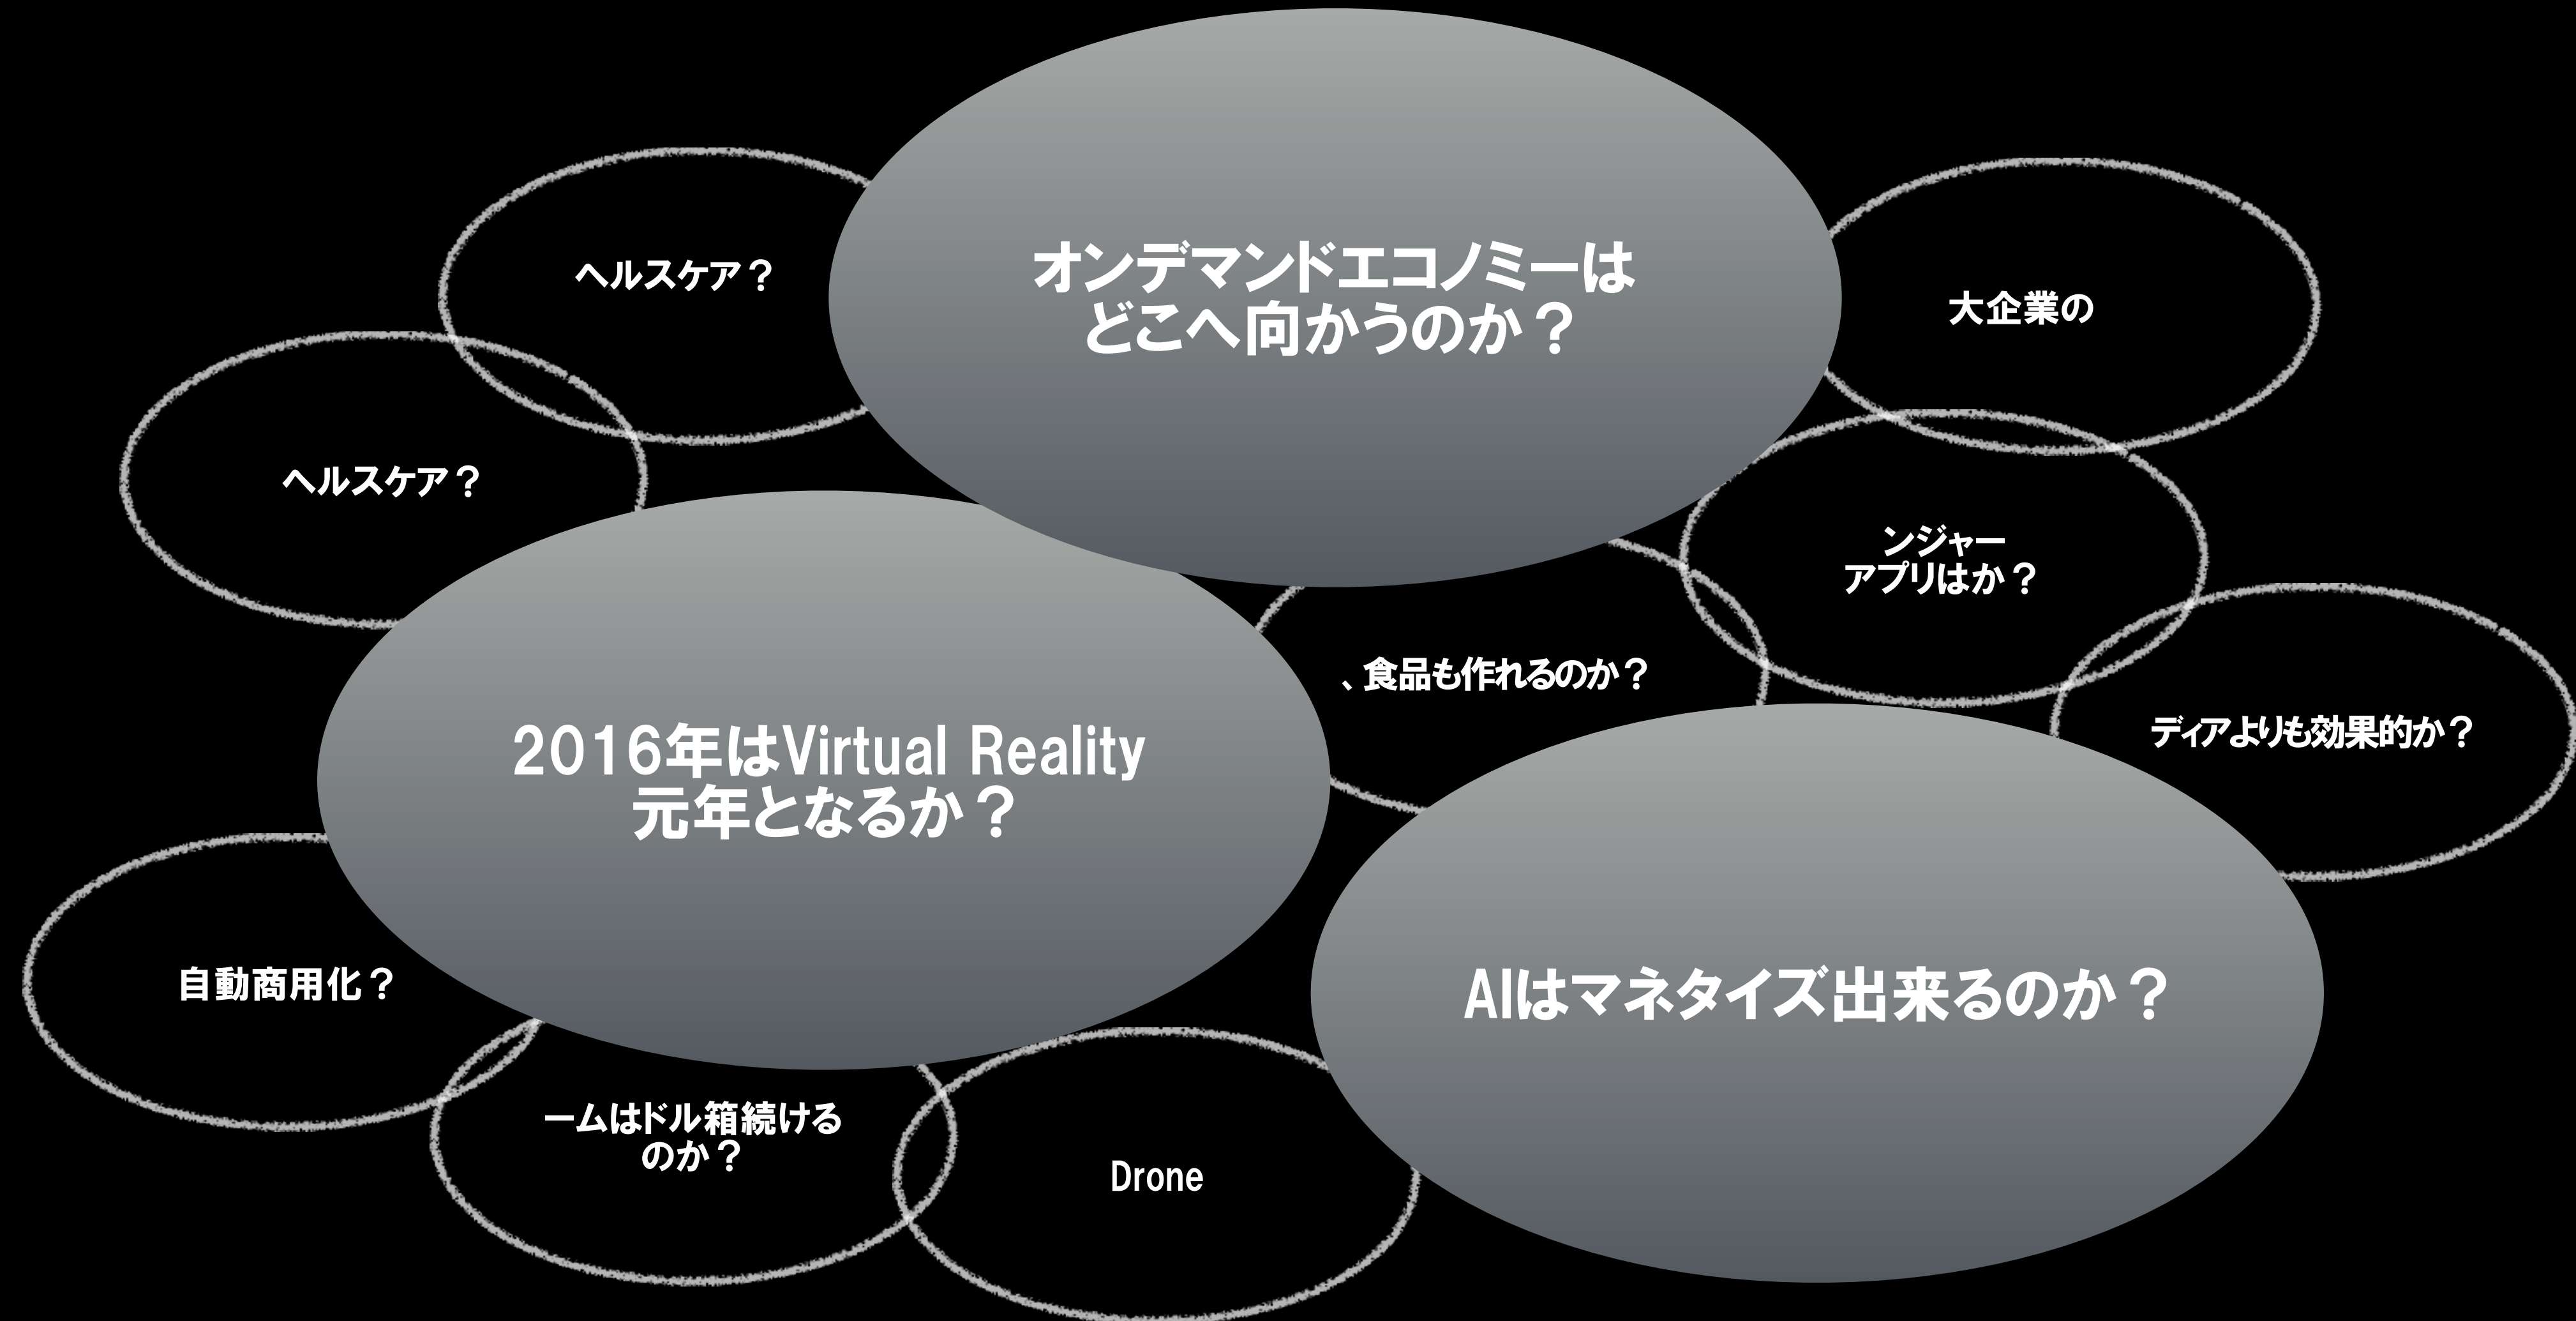 オンデマンドエコノミーは
どこへ向かうのか？
ヘルスケア？
大企業の
ヘルスケア？
ンジャー
アプリはか？
、食品も作れるのか？
ディアよりも効果的か？
2016年はVirtual Reality
元年となるか？
自動商用化？
AIはマネタイズ出来るのか？
ームはドル箱続ける
のか？
Drone